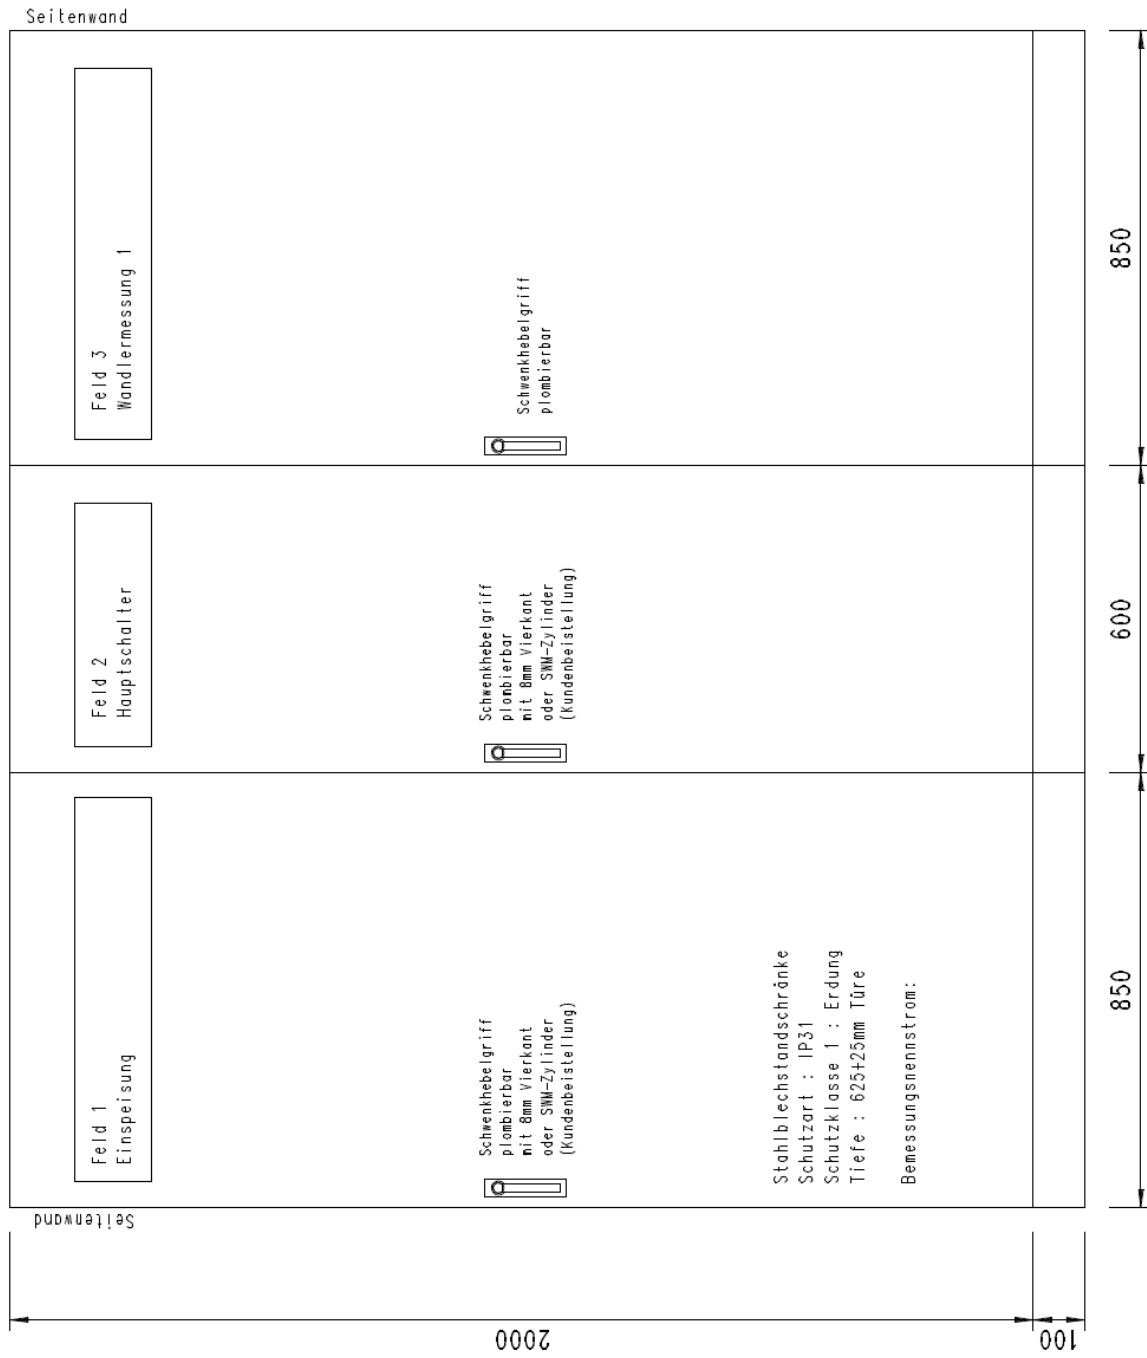 Seitenwand
Feld 1
Einspeisung
Schwenkhebelgriff
plombierbar
mit 8mm Vierkant
oder SWM-Zylinder
(Kundenbeistellung)
Stahlblechstandschränke
Schutzart : IP31
Schutzklasse 1 : Erdung
Tiefe : 625+25mm Türe
Bemessungsnennstrom:
Feld 2
Hauptschalter
Schwenkhebelgriff
plombierbar
mit 8mm Vierkant
oder SWM-Zylinder
(Kundenbeistellung)
Feld 3
Wandlermessung 1
Schwenkhebelgriff
plombierbar
Seitenwand
2000
100
850
600
850